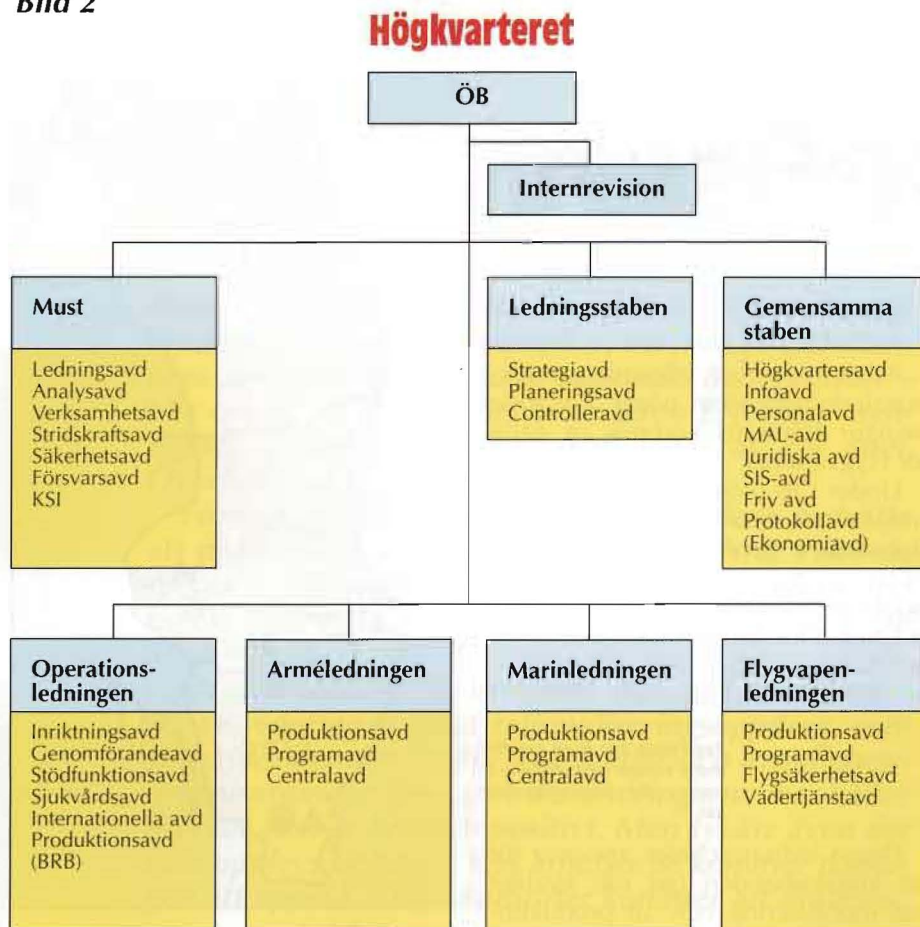 Bild 2
Högkvarteret
ÖB
Internrevision
Must
Ledningsavd
Analysavd
Verksamhetsavd
Stridskraftsavd
Säkerhetsavd
Försvarsavd
KSI
Ledningsstaben
Strategiavd
Planeringsavd
Controlleravd
Gemensamma
staben
Högkvartersavd
Infoavd
Personalavd
MAL-avd
Juridiska avd
SIS-avd
Friv avd
Protokollavd
(Ekonomiavd)
Operations-
ledningen
Inriktningsavd
Genomförandeavd
Stödfunktionsavd
Sjukvårdsavd
Internationella avd
Produktionsavd
(BRB)
Arméledningen
Produktionsavd
Programavd
Centralavd
Marinledningen
Produktionsavd
Programavd
Centralavd
Flygvapen-
ledningen
Produktionsavd
Programavd
Flygsäkerhetsavd
Vädertjänstavd